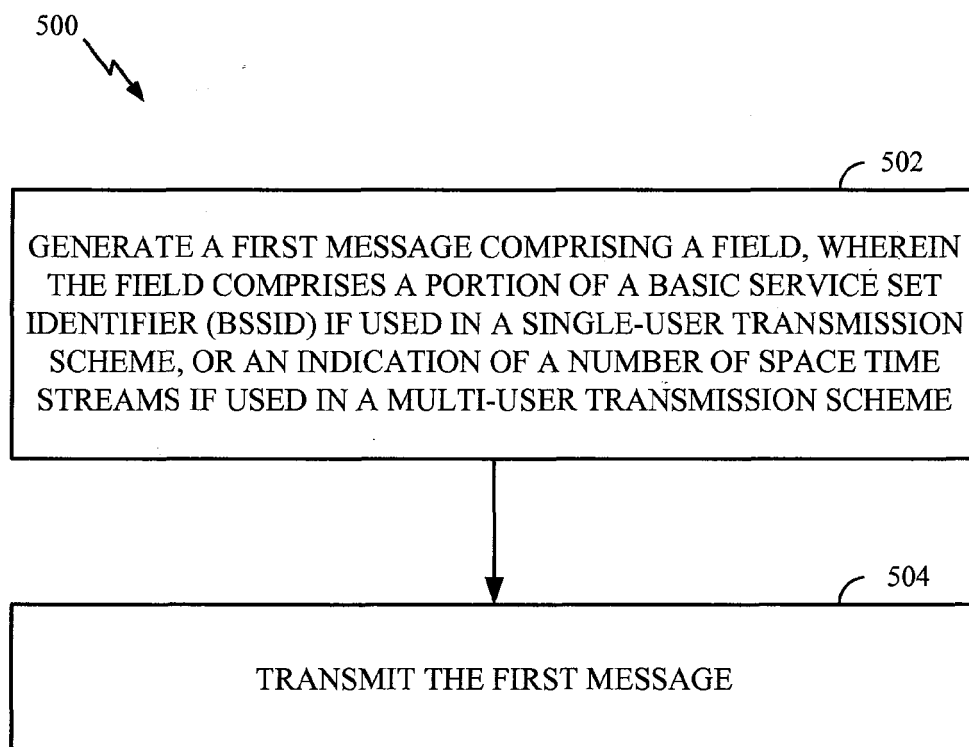 500
502
GENERATE A FIRST MESSAGE COMPRISING A FIELD, WHEREIN
THE FIELD COMPRISES A PORTION OF A BASIC SERVICE SET
IDENTIFIER (BSSID) IF USED IN A SINGLE-USER TRANSMISSION
SCHEME, OR AN INDICATION OF A NUMBER OF SPACE TIME
STREAMS IF USED IN A MULTI-USER TRANSMISSION SCHEME
504
TRANSMIT THE FIRST MESSAGE